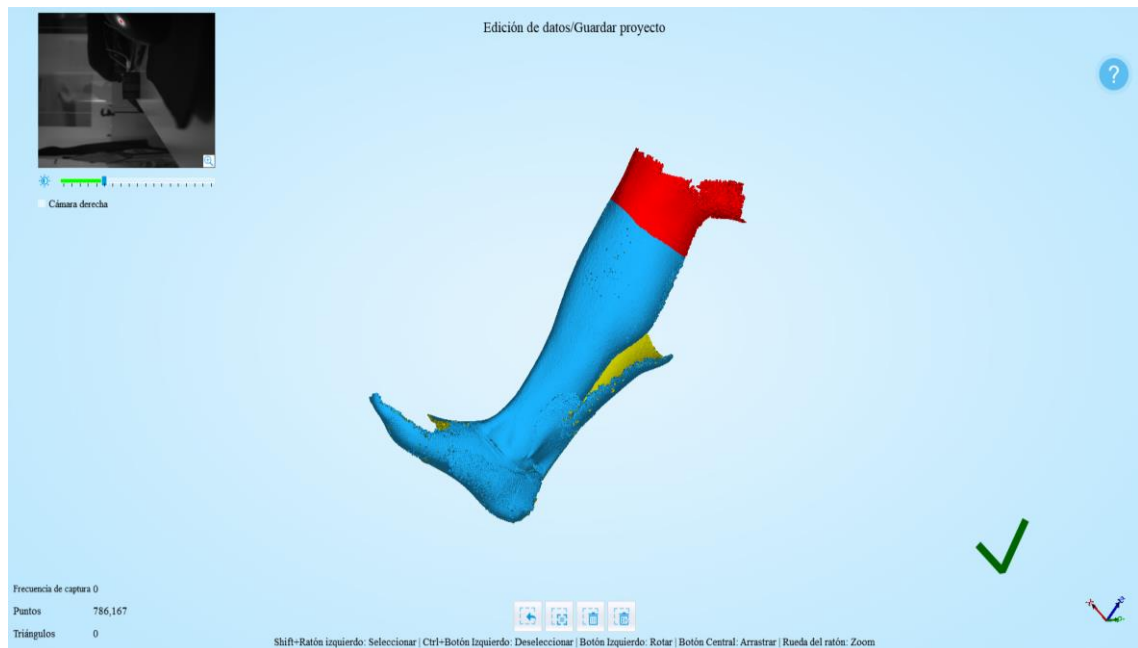 Edición de datos/Guardar proyecto
?
Cámara derecha
Frecuencia de captura 0
Puntos 786,167
Triángulos 0
Shift+Ratón izquierdo: Seleccionar | Ctrl+Botón Izquierdo: Deseleccionar | Botón Izquierdo: Rotar | Botón Central: Arrastrar | Rueda del ratón: Zoom